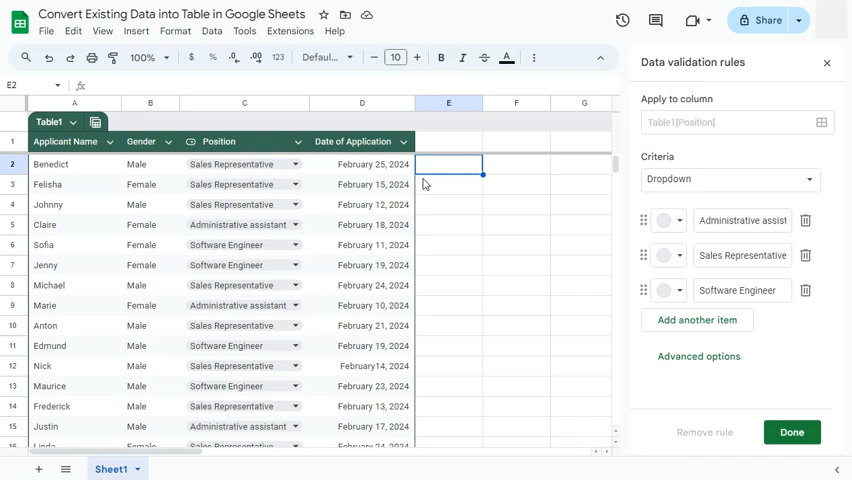 Convert Existing Data into Table in Google Sheets
File Edit View Insert Format Data Tools Extensions Help
Share
100% $ % .0 .00 123 Defaul... 10 B I S A
E2 fx
A B C D E F G
Table1
1 Applicant Name Gender Position Date of Application
2 Benedict Male Sales Representative February 25, 2024
3 Felisha Female Sales Representative February 15, 2024
4 Johnny Male Sales Representative February 12, 2024
5 Claire Female Administrative assistant February 18, 2024
6 Sofia Female Software Engineer February 11, 2024
7 Jenny Female Software Engineer February 19, 2024
8 Michael Male Sales Representative February 24, 2024
9 Marie Female Administrative assistant February 10, 2024
10 Anton Male Sales Representative February 21, 2024
11 Edmund Male Software Engineer February 19, 2024
12 Nick Male Sales Representative February14, 2024
13 Maurice Male Software Engineer February 23, 2024
14 Frederick Male Sales Representative February 13, 2024
15 Justin Male Administrative assistant February 17, 2024
16 Linda Female Sales Representative February 24, 2024
Sheet1
Data validation rules
Apply to column
Table1[Position]
Criteria
Dropdown
Administrative assist
Sales Representative
Software Engineer
Add another item
Advanced options
Remove rule Done